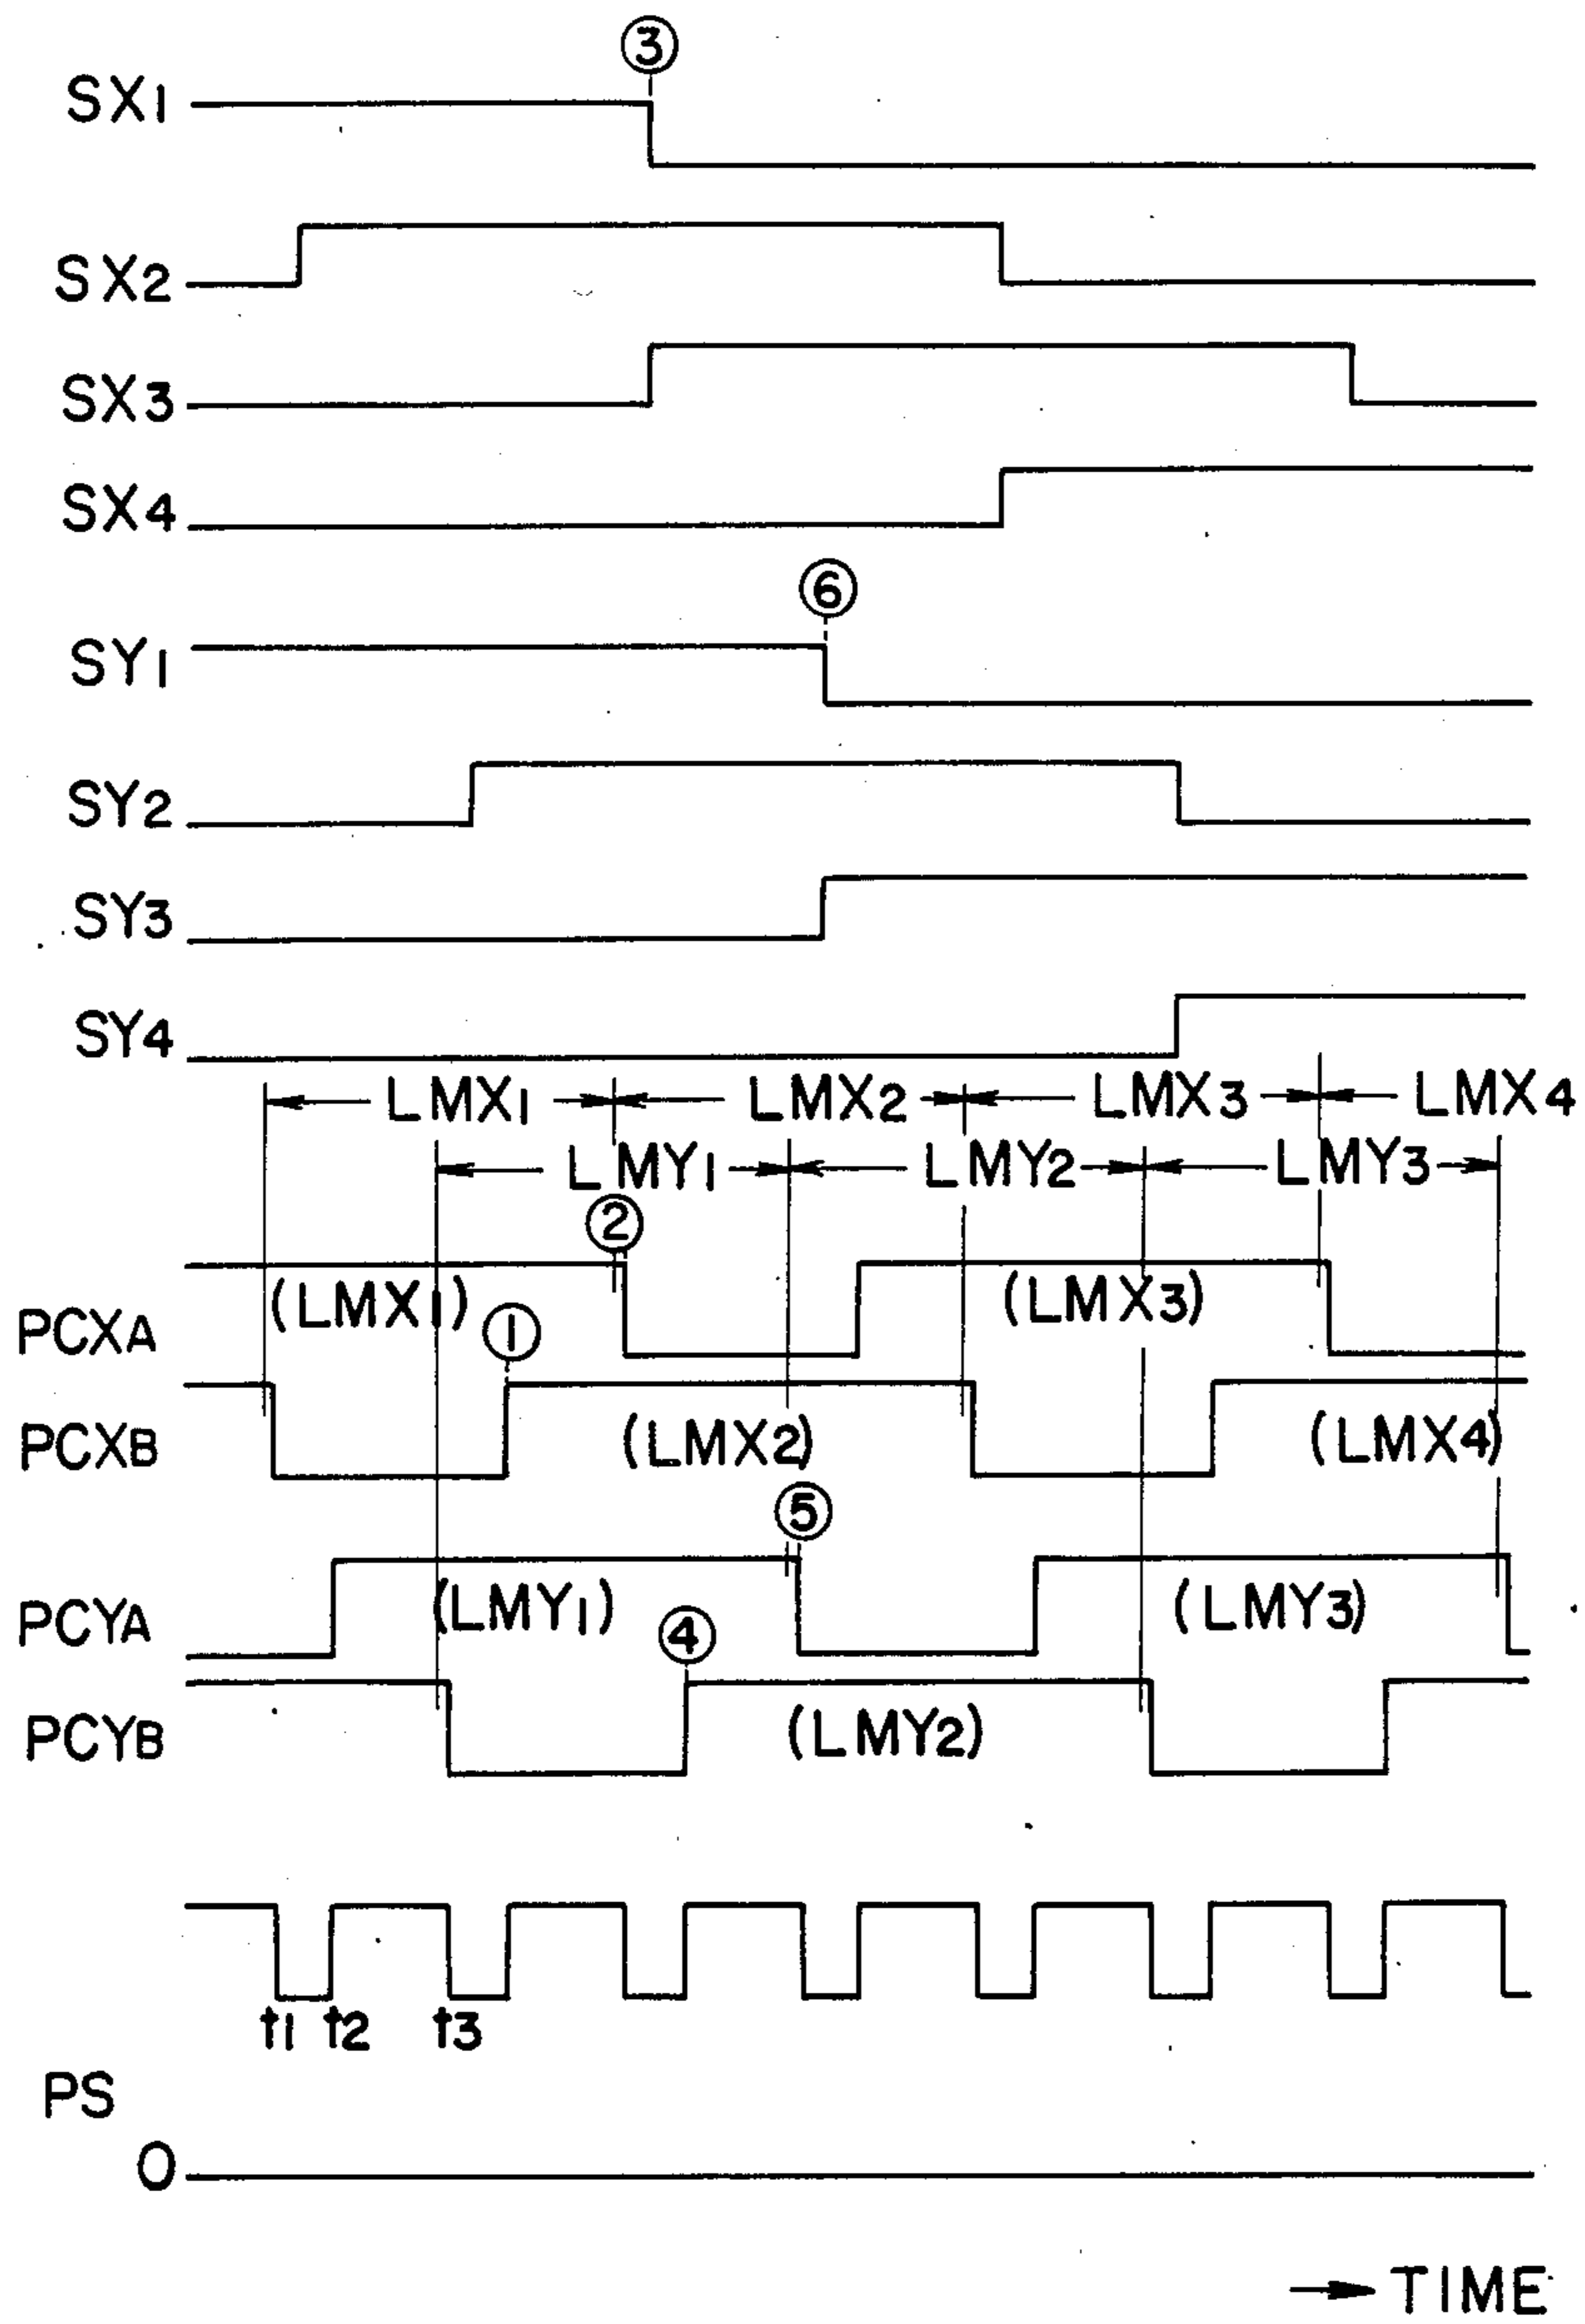 ③
SX1
SX2
SX3
SX4
⑥
SY1
SY2
SY3
SY4
LMX1 LMX2 LMX3 LMX4
LMY1 LMY2 LMY3
②
PCXA (LMX1) (LMX3)
①
PCXB (LMX2) (LMX4)
⑤
PCYA (LMY1) (LMY3)
④
PCYB (LMY2)
t1 t2 t3
PS
0
TIME